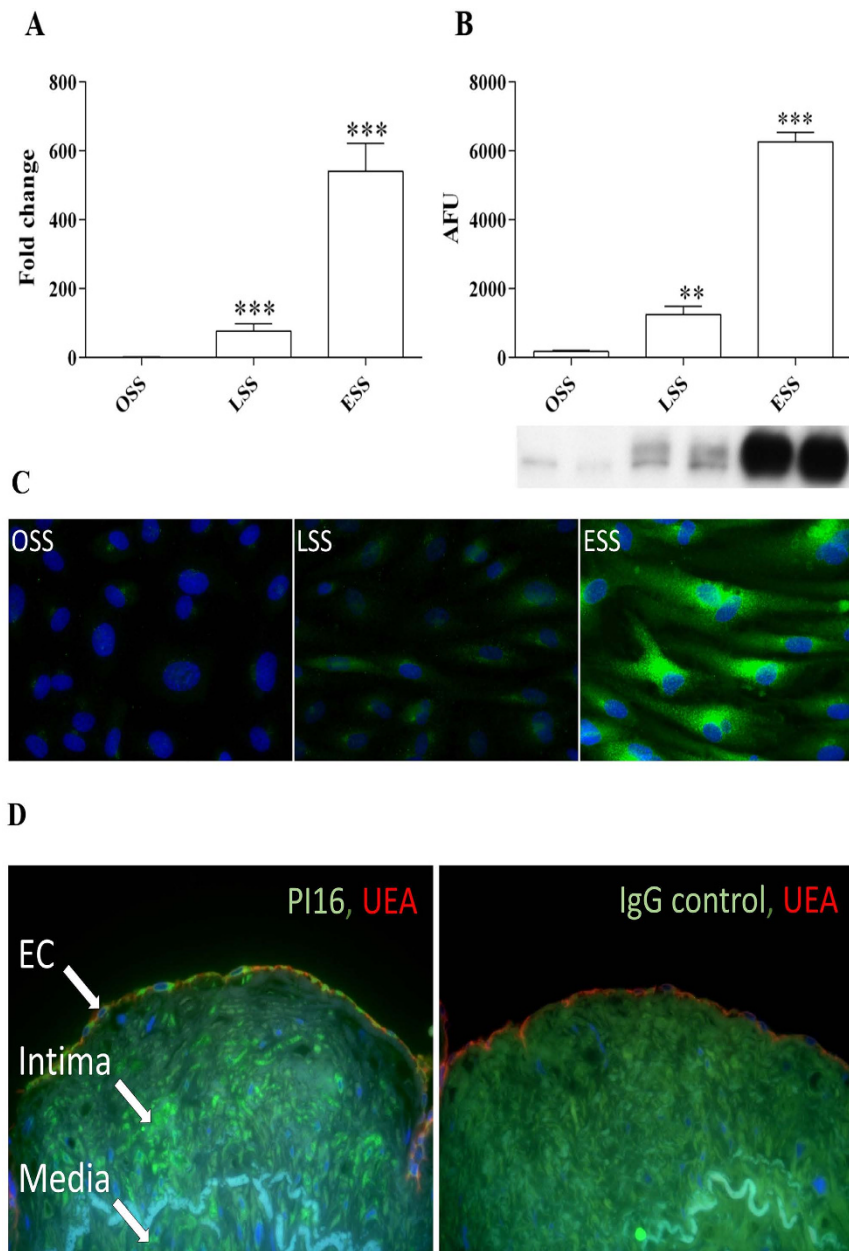 A
B
800
600
400
200
0
Fold change
***
***
OSS
LSS
ESS
8000
6000
4000
2000
0
AFU
**
***
OSS
LSS
ESS
C
OSS
LSS
ESS
D
PI16, UEA
EC
Intima
Media
IgG control, UEA